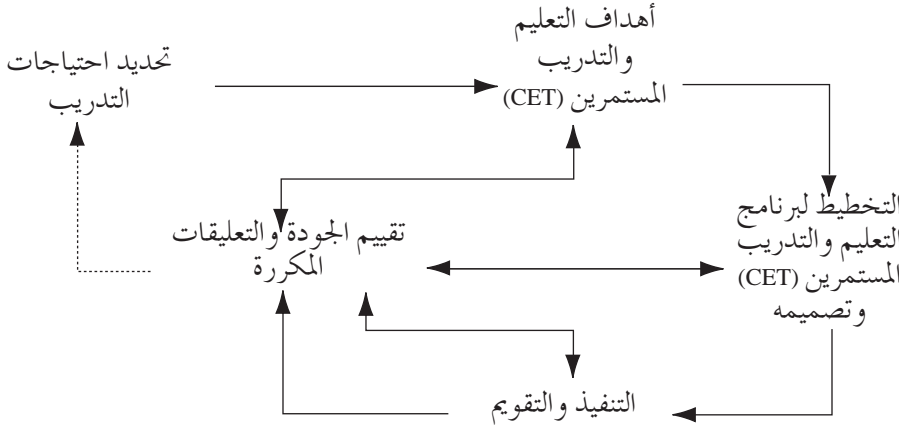 أهداف التعليم
والتدريب
المستمرين (CET)
تحديد احتياجات
التدريب
التخطيط لبرنامج
التعليم والتدريب
المستمرين (CET)
وتصميمه
تقييم الجودة والتعليقات
المكررة
التنفيذ والتقويم